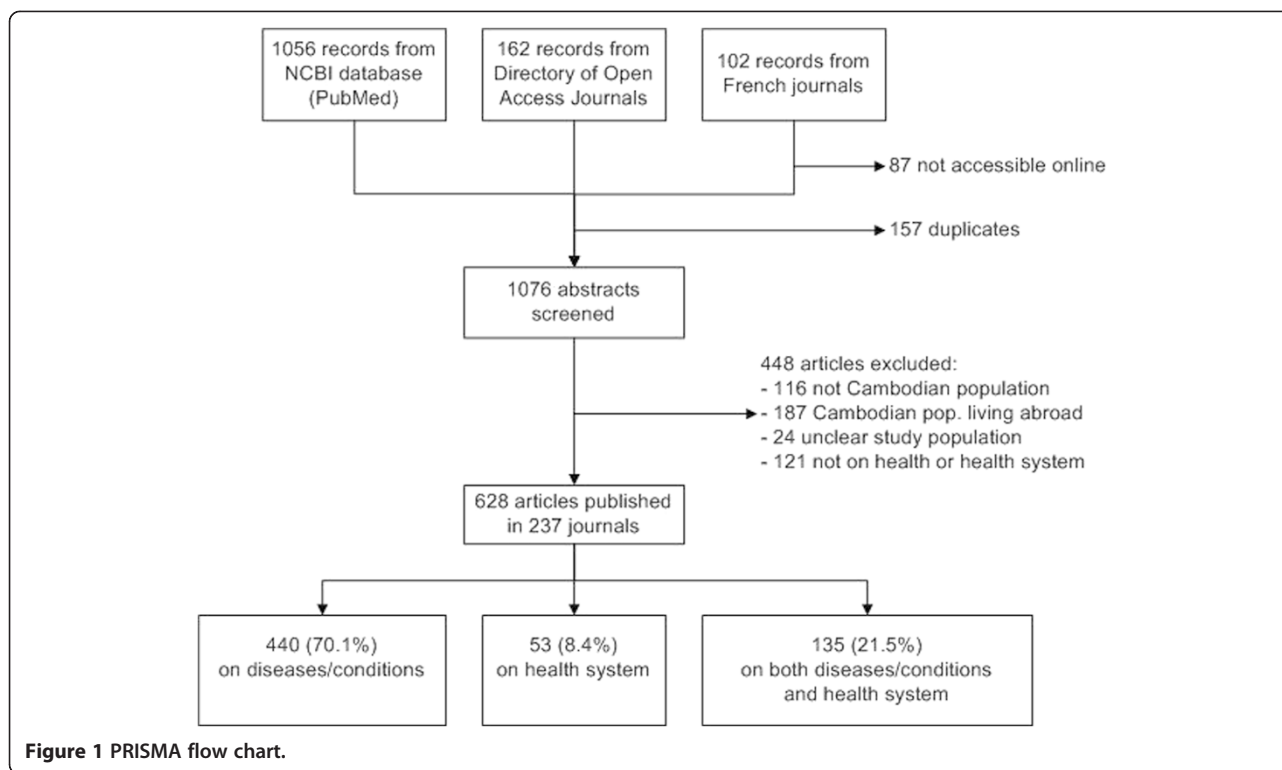 1056 records from
NCBI database
(PubMed)
162 records from
Directory of Open
Access Journals
102 records from
French journals
87 not accessible online
157 duplicates
1076 abstracts
screened
448 articles excluded:
- 116 not Cambodian population
- 187 Cambodian pop. living abroad
- 24 unclear study population
- 121 not on health or health system
628 articles published
in 237 journals
440 (70.1%)
on diseases/conditions
53 (8.4%)
on health system
135 (21.5%)
on both diseases/conditions
and health system
Figure 1 PRISMA flow chart.